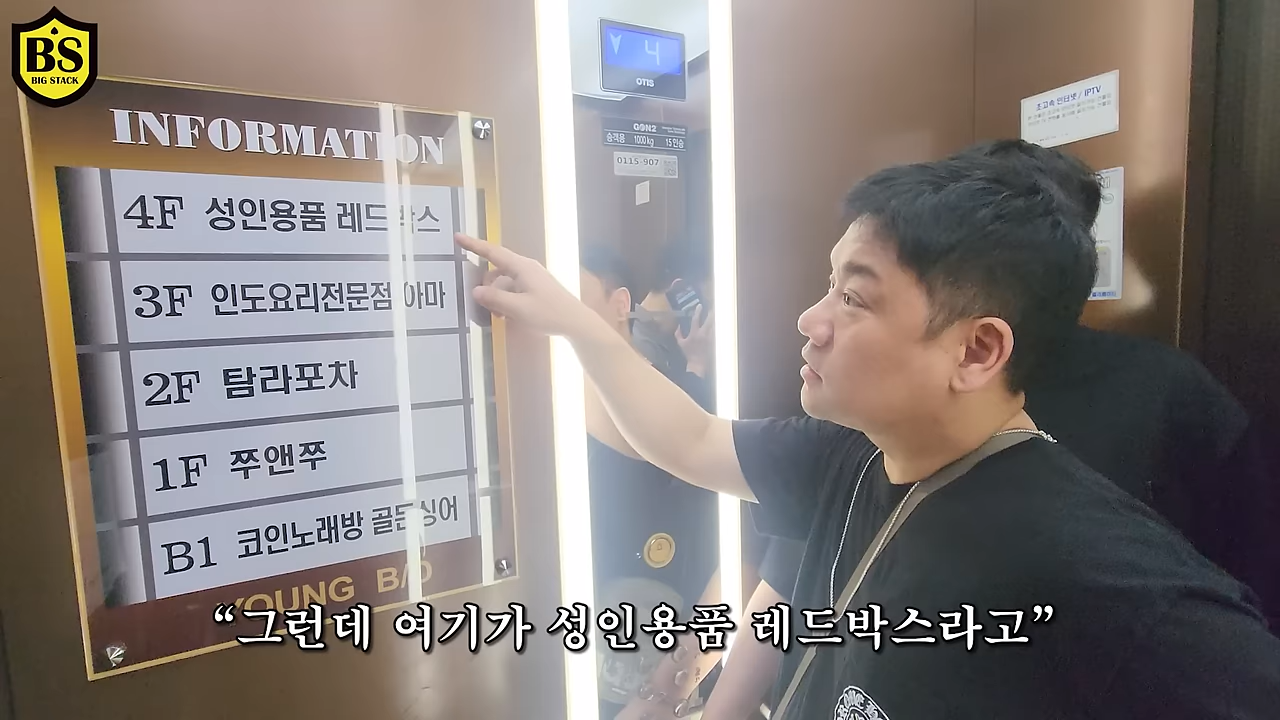 BS
BIG STACK
INFORMATION
4F 성인용품 레드박스
3F 인도요리전문점 아마
2F 탐라포차
1F 쭈앤쭈
B1 코인노래방 골든싱어
YOUNG B/D
4
OTIS
GEN2
승객용 1000kg 15인승
0115-907
초고속 인터넷 / IPTV
“그런데 여기가 성인용품 레드박스라고”